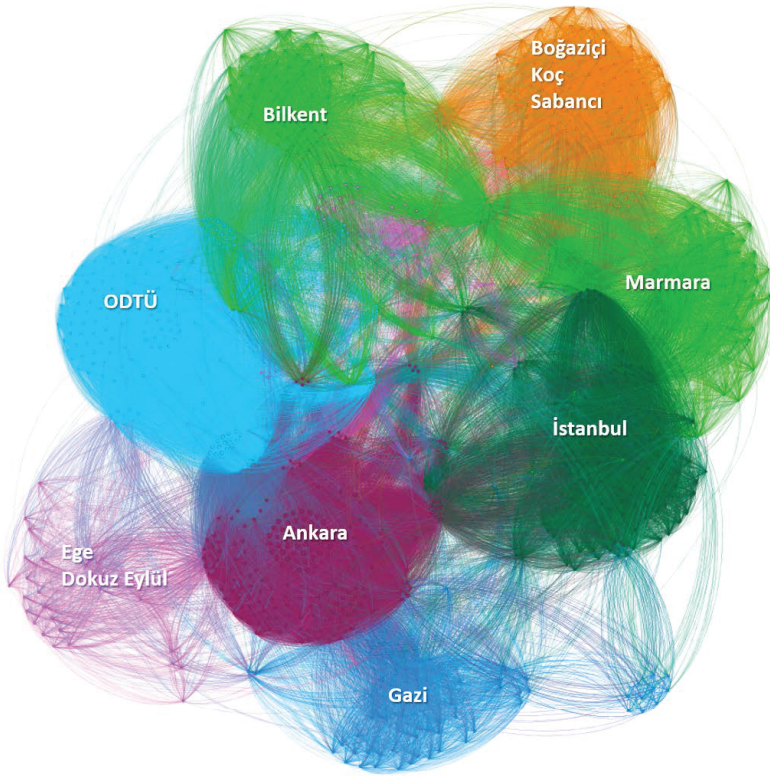 Boğaziçi
Koç
Sabancı
Bilkent
Marmara
ODTÜ
İstanbul
Ankara
Ege
Dokuz Eylül
Gazi